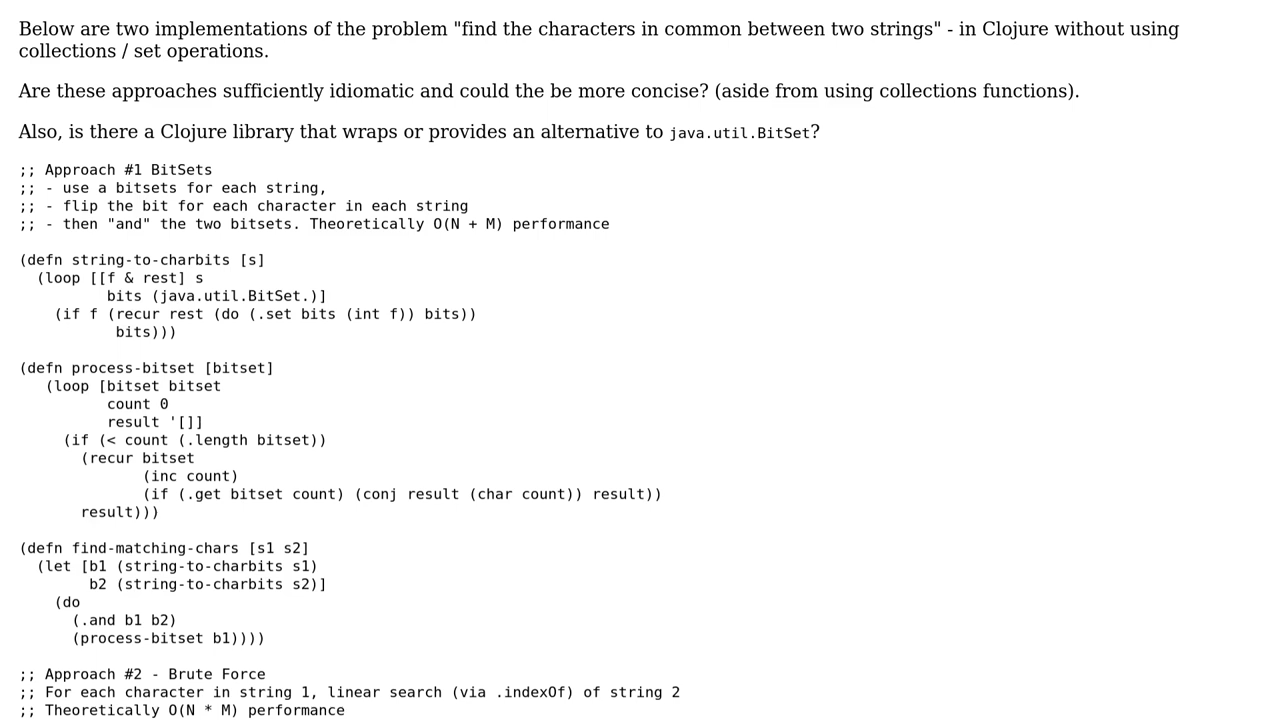 Below are two implementations of the problem "find the characters in common between two strings" - in Clojure without using
collections / set operations.
Are these approaches sufficiently idiomatic and could the be more concise? (aside from using collections functions).
Also, is there a Clojure library that wraps or provides an alternative to java.util.BitSet?
;; Approach #1 BitSets
;; - use a bitsets for each string,
;; - flip the bit for each character in each string
;; - then "and" the two bitsets. Theoretically O(N + M) performance
(defn string-to-charbits [s]
  (loop [[f & rest] s
          bits (java.util.BitSet.)]
    (if f (recur rest (do (.set bits (int f)) bits))
           bits)))
(defn process-bitset [bitset]
   (loop [bitset bitset
          count 0
          result '[]]
     (if (< count (.length bitset))
       (recur bitset
              (inc count)
              (if (.get bitset count) (conj result (char count)) result))
       result)))
(defn find-matching-chars [s1 s2]
  (let [b1 (string-to-charbits s1)
        b2 (string-to-charbits s2)]
    (do
      (.and b1 b2)
      (process-bitset b1))))
;; Approach #2 - Brute Force
;; For each character in string 1, linear search (via .indexOf) of string 2
;; Theoretically O(N * M) performance